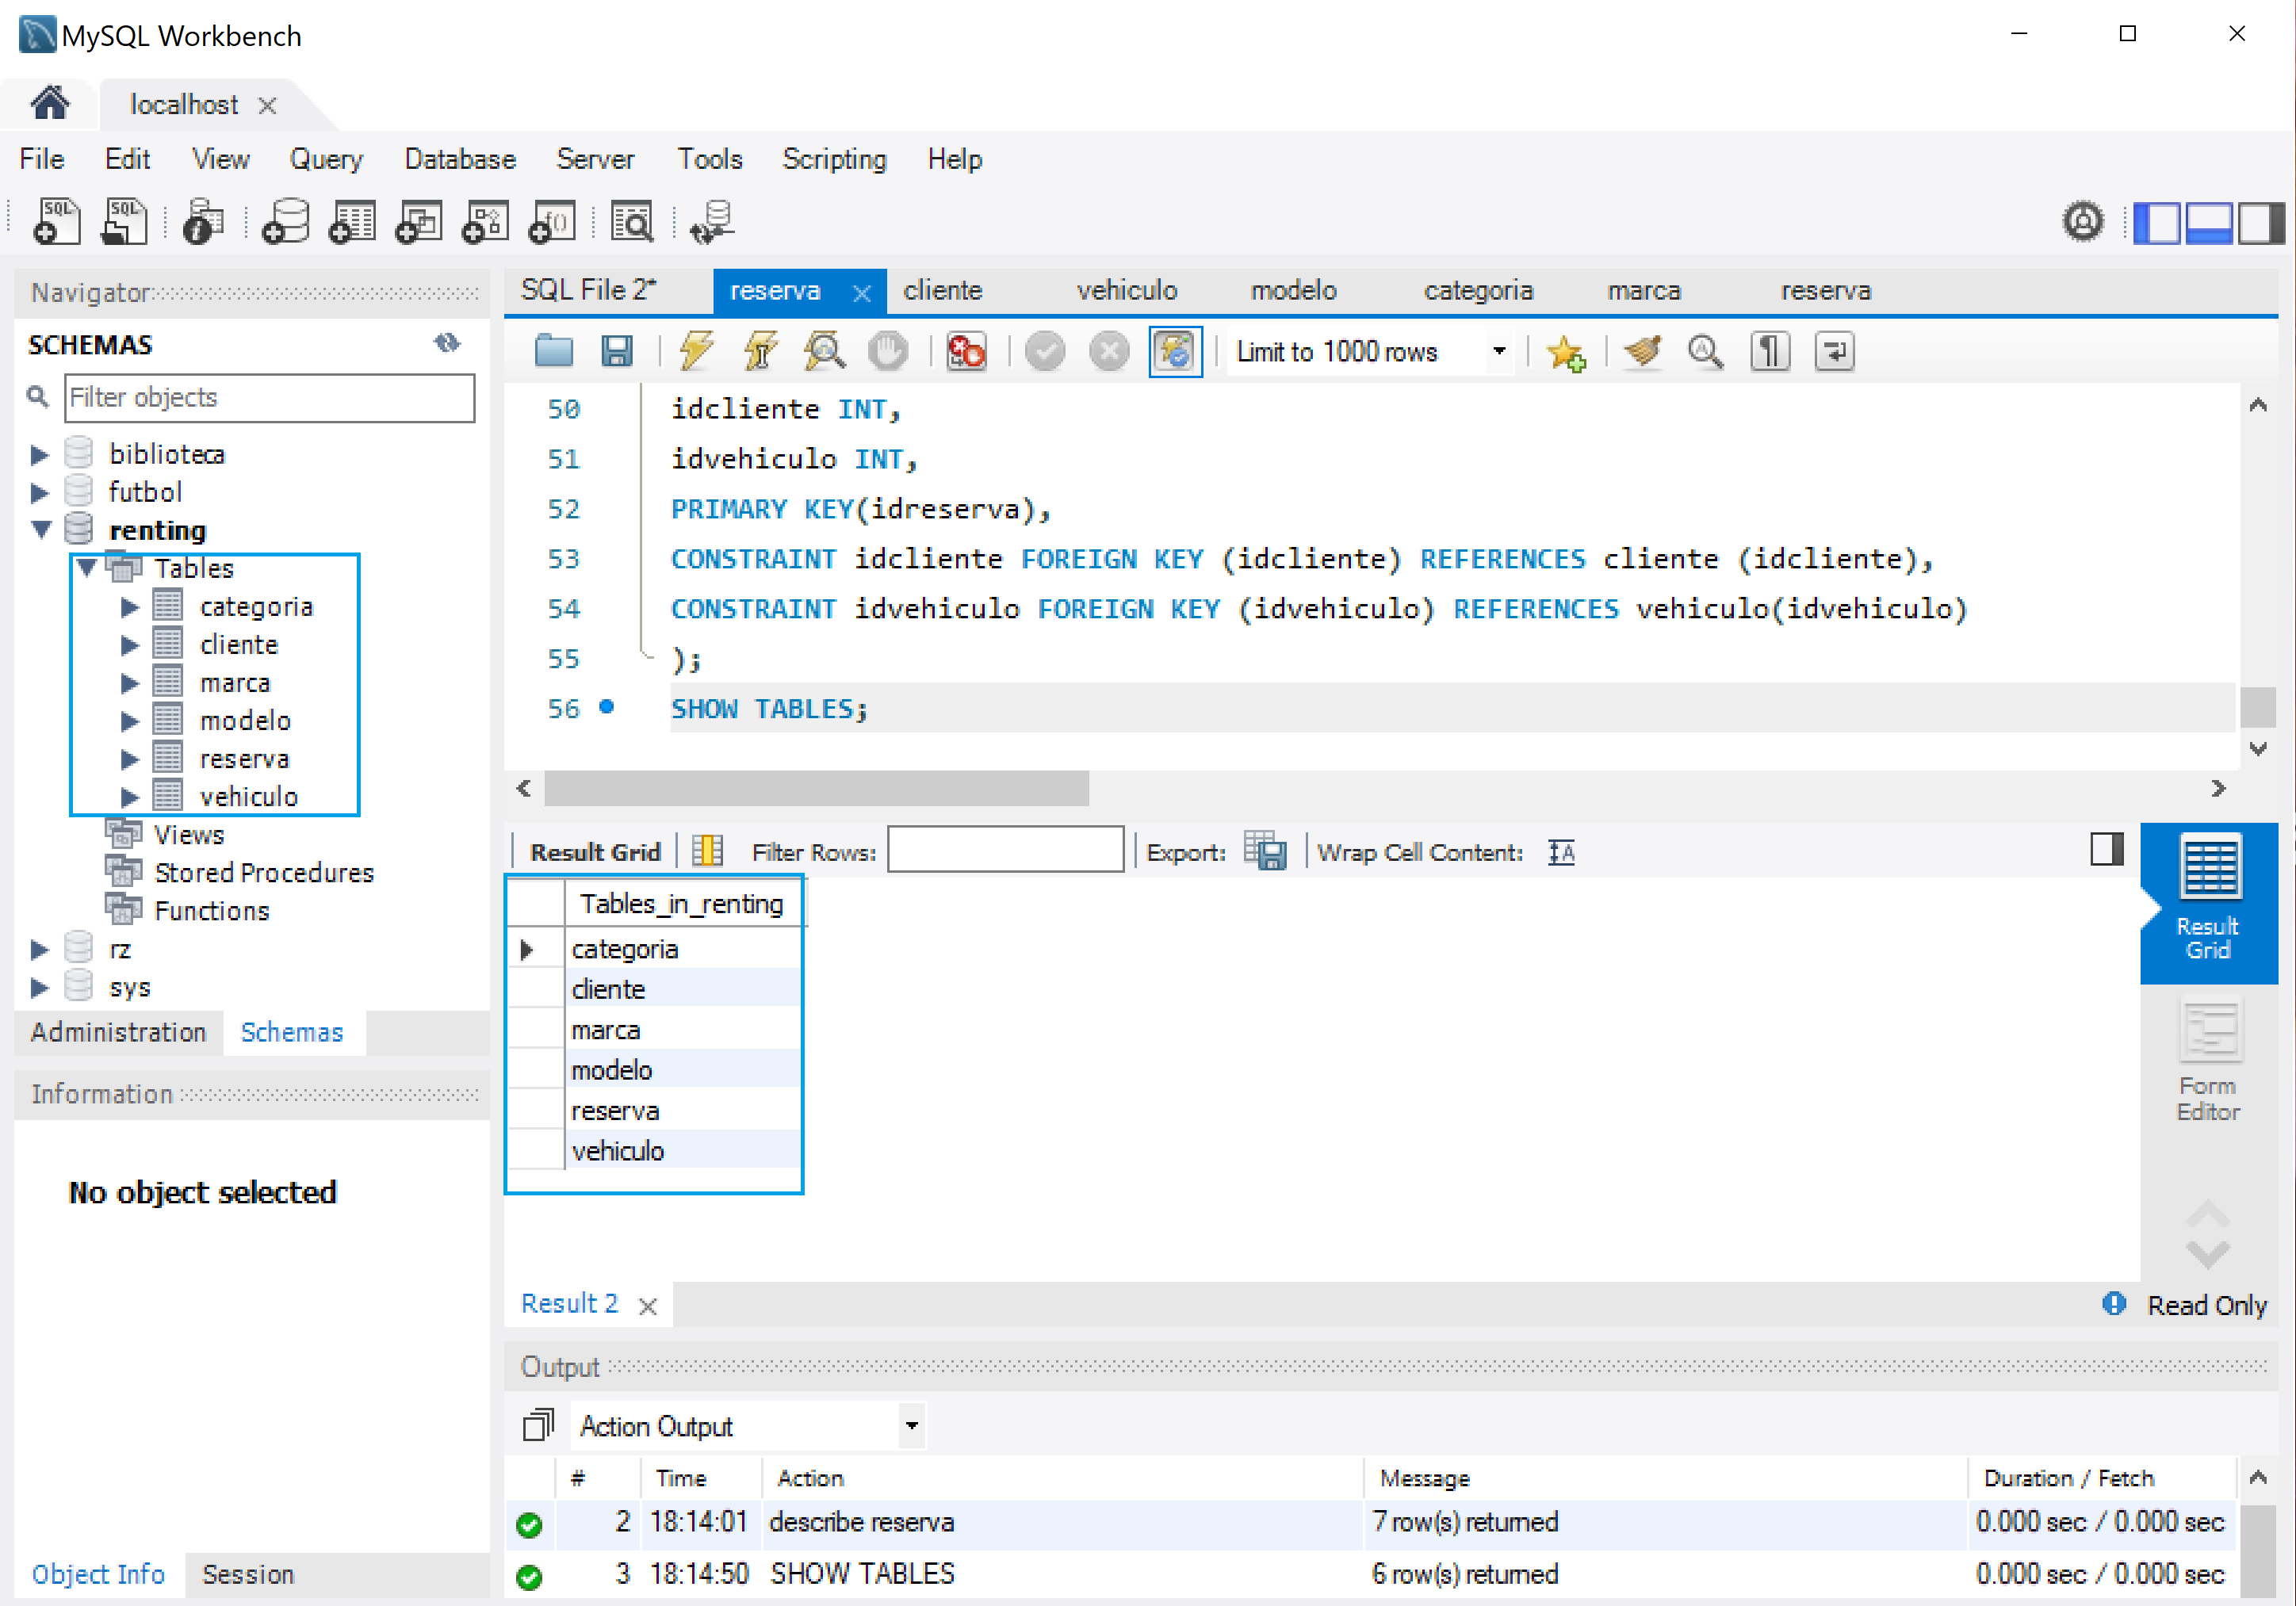 MySQL Workbench
localhost
File Edit View Query Database Server Tools Scripting Help
SQL SQL f()
Navigator
SCHEMAS
Filter objects
biblioteca
futbol
renting
Tables
categoria
cliente
marca
modelo
reserva
vehiculo
Views
Stored Procedures
Functions
rz
sys
Administration Schemas
Information
No object selected
Object Info Session
SQL File 2* reserva cliente vehiculo modelo categoria marca reserva
Limit to 1000 rows
50 idcliente INT,
51 idvehiculo INT,
52 PRIMARY KEY(idreserva),
53 CONSTRAINT idcliente FOREIGN KEY (idcliente) REFERENCES cliente (idcliente),
54 CONSTRAINT idvehiculo FOREIGN KEY (idvehiculo) REFERENCES vehiculo(idvehiculo)
55 );
56 SHOW TABLES;
Result Grid Filter Rows: Export: Wrap Cell Content: IA
Tables_in_renting
categoria
cliente
marca
modelo
reserva
vehiculo
Result
Grid
Form
Editor
Result 2 Read Only
Output
Action Output
# Time Action Message Duration / Fetch
2 18:14:01 describe reserva 7 row(s) returned 0.000 sec / 0.000 sec
3 18:14:50 SHOW TABLES 6 row(s) returned 0.000 sec / 0.000 sec